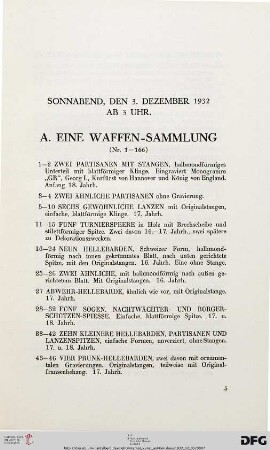 SONNABEND, DEN 3. DEZEMBER 1932
AB 3 UHR.
A. EINE WAFFEN-SAMMLUNG
(Nr. 1—166)
1—2 ZWEI PARTISANEN MIT STANGEN, halbmondförmiges
Unterteil mit blattförmiger Klinge. Eingraviert Monogramm
„GR“, Georg I., Kurfürst von Hannover und König von England.
Anfang 18. Jahrh.
3—4 ZWEI ÄHNLICHE PARTISANEN ohne Gravierung.
5—10 SECHS GEWÖHNLICHE LANZEN mit Originalstangen,
einfache, blattförmige Klinge. 17. Jahrh.
11—15 FÜNF TURNIERSPEERE in Holz mit Brechscheibe und
stilettförmiger Spitze. Zwei davon 16.—17. Jahrh., zwei spätere
zu Dekorationszwecken.
16—24 NEUN HELLEBARDEN, Schweizer Form, halbmond-
förmig nach innen gekrümmtes Blatt, nach unten gerichtete
Spitze, mit den Originalstangen. 16. Jahrh. Eine ohne Stange.
25—26 ZWEI ÄHNLICHE, mit halbmondförmig nach außen ge-
richtetem Blatt. Mit Originalstangen. 16. Jahrh.
27 ABWEHR-HELLEBARDE, ähnlich wie vor, mit Originalstange.
17. Jahrh.
28—32 FÜNF SOGEN. NACHTWÄCHTER- UND BÜRGER-
SCHÜTZEN-SPIESSE. Einfache, blattförmige Spitze. 17. u.
18. Jahrh.
33—42 ZEHN KLEINERE HELLEBARDEN, PARTISANEN UND
LANZENSPITZEN, einfache Formen, unverziert, ohne Stangen.
17. u. 18. Jahrh.
43—46 VIER PRUNK-HELLEBARDEN, zwei davon mit ornamen-
talen Gravierungen. Originalstangen, teilweise mit Original-
fransenbehang. 17. Jahrh.
5
DFG